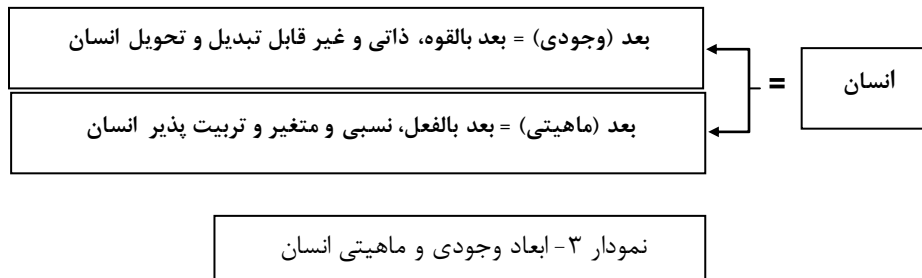 انسان
=
بعد (وجودی) = بعد بالقوه، ذاتی و غیر قابل تبدیل و تحویل انسان
بعد (ماهیتی) = بعد بالفعل، نسبی و متغیر و تربیت پذیر انسان
نمودار ۳- ابعاد وجودی و ماهیتی انسان